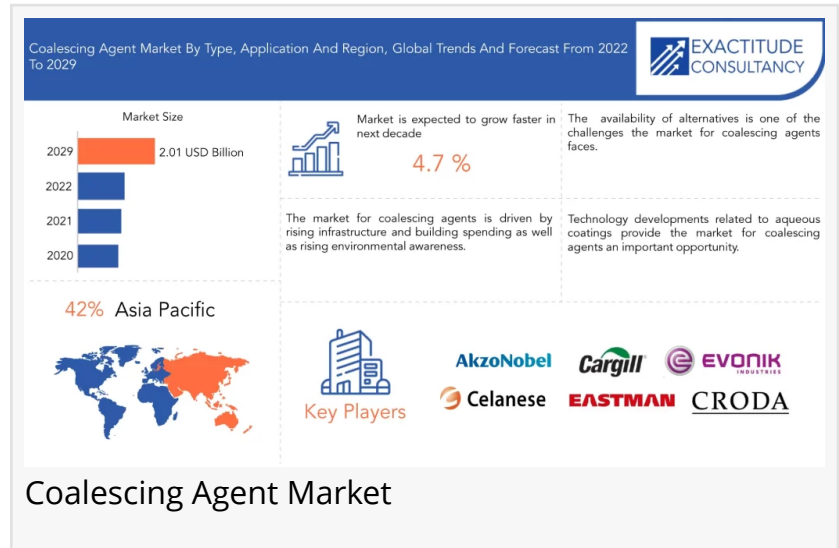 Coalescing Agent Market By Type, Application And Region, Global Trends And Forecast From 2022
To 2029
EXACTITUDE
CONSULTANCY
Market Size
2029
2.01 USD Billion
2022
2021
2020
Market is expected to grow faster in
next decade
4.7 %
The availability of alternatives is one of the
challenges the market for coalescing agents
faces.
The market for coalescing agents is driven by
rising infrastructure and building spending as well
as rising environmental awareness.
Technology developments related to aqueous
coatings provide the market for coalescing
agents an important opportunity.
42% Asia Pacific
Key Players
AkzoNobel
Cargill
EVONIK
INDUSTRIES
Celanese
EASTMAN
CRODA
Coalescing Agent Market